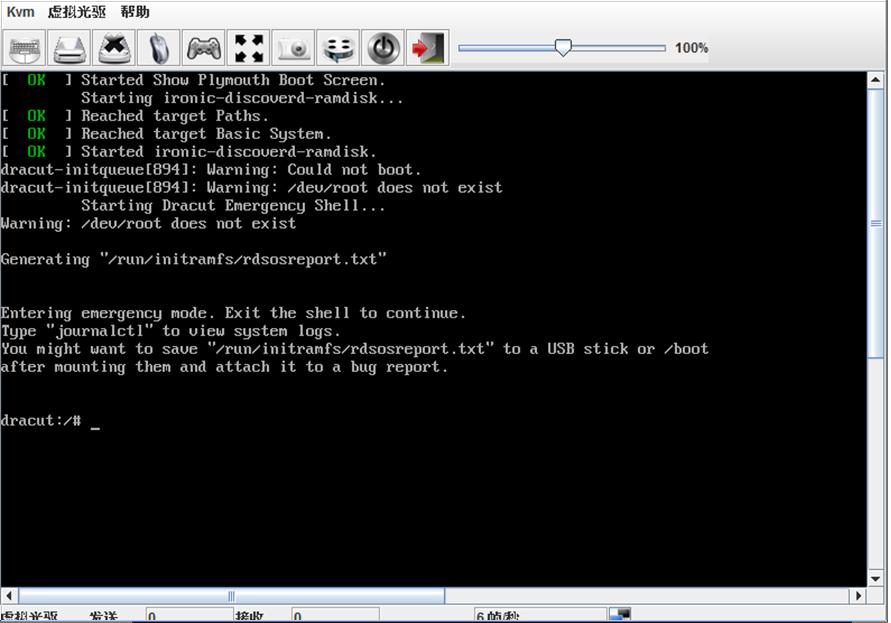 Kvm 虚拟光驱 帮助
100%
[  OK  ] Started Show Plymouth Boot Screen.
         Starting ironic-discoverd-ramdisk...
[  OK  ] Reached target Paths.
[  OK  ] Reached target Basic System.
[  OK  ] Started ironic-discoverd-ramdisk.
dracut-initqueue[894]: Warning: Could not boot.
dracut-initqueue[894]: Warning: /dev/root does not exist
         Starting Dracut Emergency Shell...
Warning: /dev/root does not exist
Generating "/run/initramfs/rdsosreport.txt"
Entering emergency mode. Exit the shell to continue.
Type "journalctl" to view system logs.
You might want to save "/run/initramfs/rdsosreport.txt" to a USB stick or /boot
after mounting them and attach it to a bug report.
dracut:/# _
虚拟光驱 发送 0 接收 0 6 帧/秒